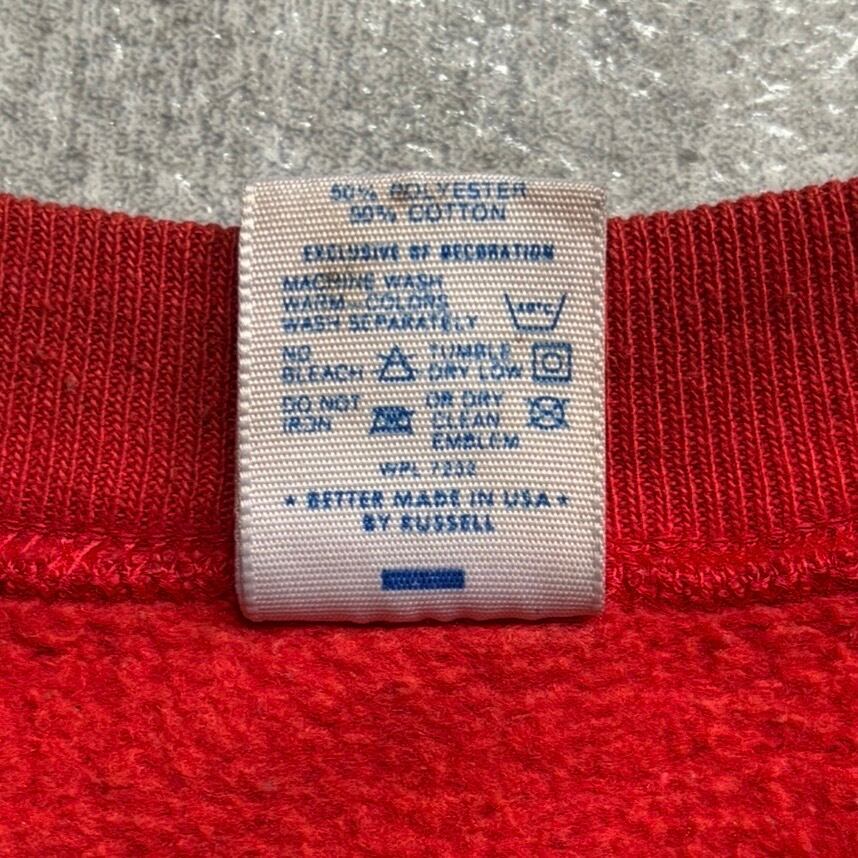 50% POLYESTER
50% COTTON
EXCLUSIVE OF DECORATION
MACHINE WASH
WARM-COLORS
WASH SEPARATELY
40°C
NO
BLEACH
TUMBLE
DRY LOW
DO NOT
IRON
OR DRY
CLEAN
EMBLEM
WPL 7232
★ BETTER MADE IN USA ★
BY RUSSELL